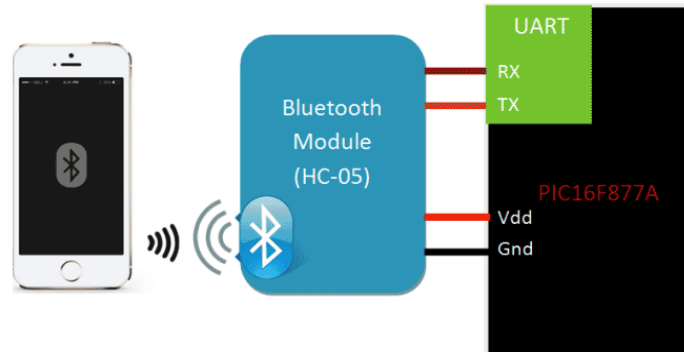 UART
RX
TX
Bluetooth
Module
(HC-05)
PIC16F877A
Vdd
Gnd